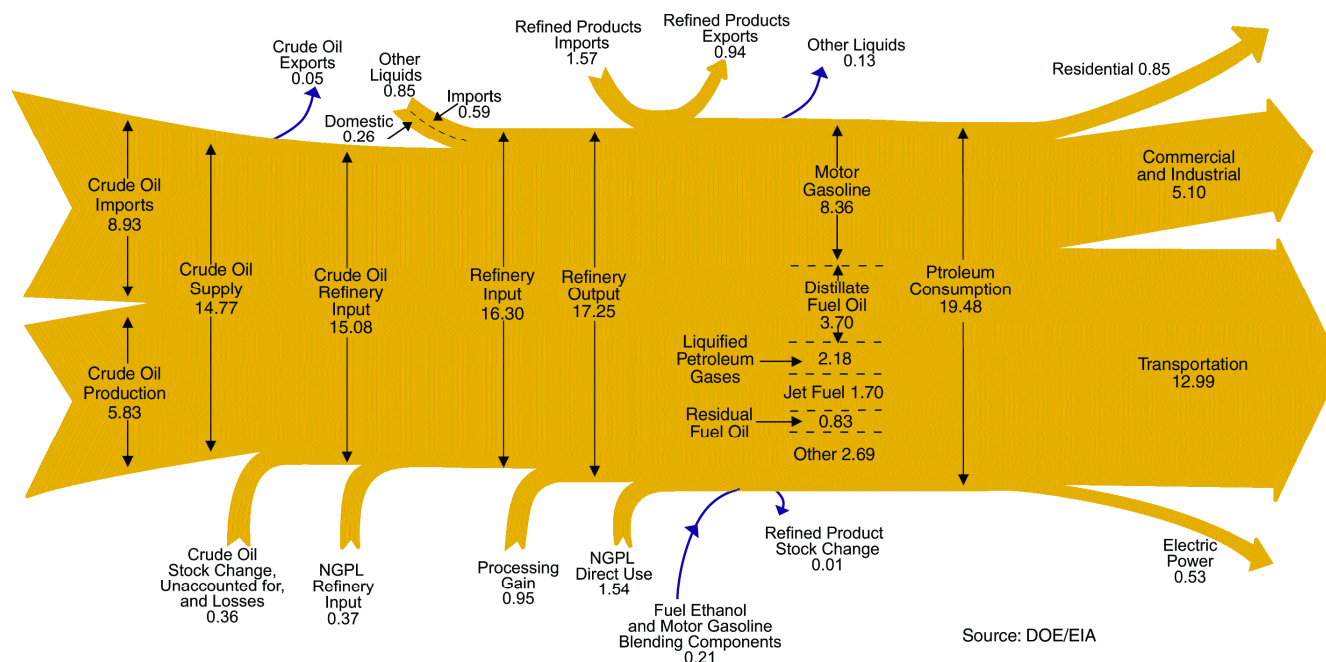 Crude Oil
Exports
0.05
Other
Liquids
0.85
Imports
0.59
Domestic
0.26
Refined Products
Imports
1.57
Refined Products
Exports
0.94
Other Liquids
0.13
Residential 0.85
Crude Oil
Imports
8.93
Crude Oil
Supply
14.77
Crude Oil
Refinery
Input
15.08
Refinery
Input
16.30
Refinery
Output
17.25
Motor
Gasoline
8.36
Distillate
Fuel Oil
3.70
Liquified
Petroleum
Gases
2.18
Jet Fuel 1.70
Residual
Fuel Oil
0.83
Other 2.69
Ptroleum
Consumption
19.48
Commercial
and Industrial
5.10
Transportation
12.99
Crude Oil
Production
5.83
Crude Oil
Stock Change,
Unaccounted for,
and Losses
0.36
NGPL
Refinery
Input
0.37
Processing
Gain
0.95
NGPL
Direct Use
1.54
Fuel Ethanol
and Motor Gasoline
Blending Components
0.21
Refined Product
Stock Change
0.01
Electric
Power
0.53
Source: DOE/EIA